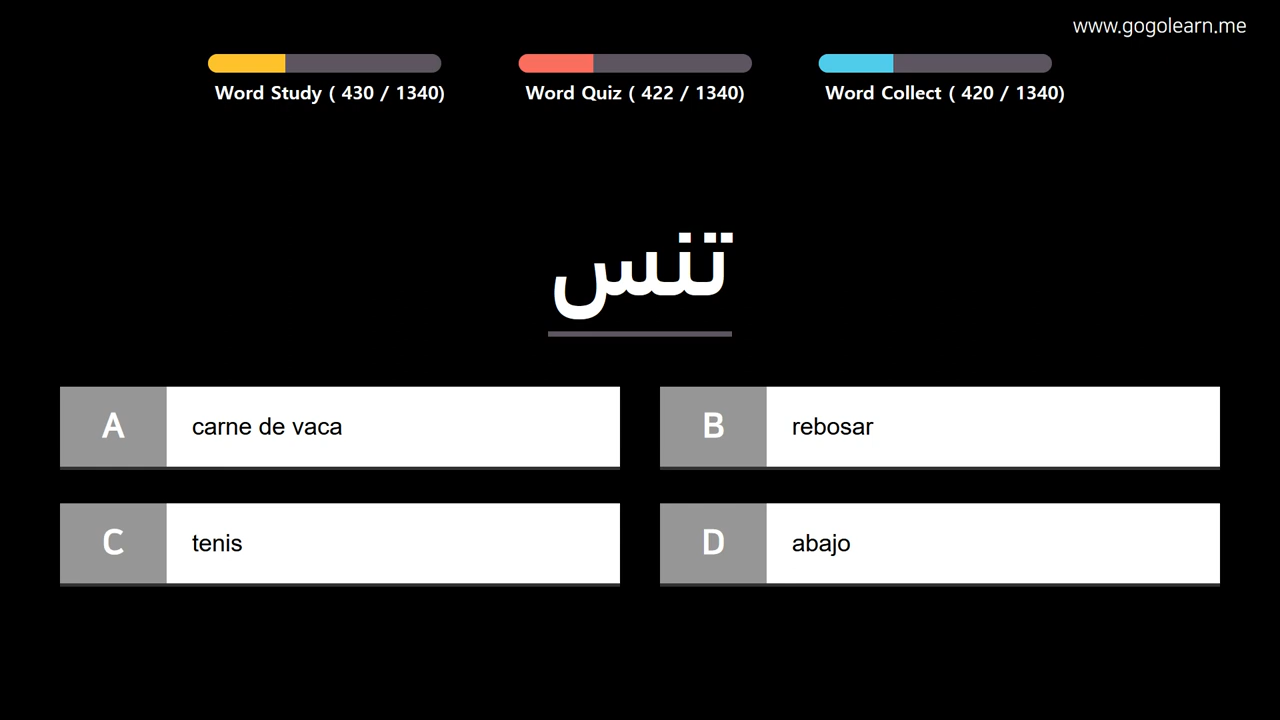 www.gogolearn.me
Word Study ( 430 / 1340)
Word Quiz ( 422 / 1340)
Word Collect ( 420 / 1340)
تنس
A carne de vaca
B rebosar
C tenis
D abajo